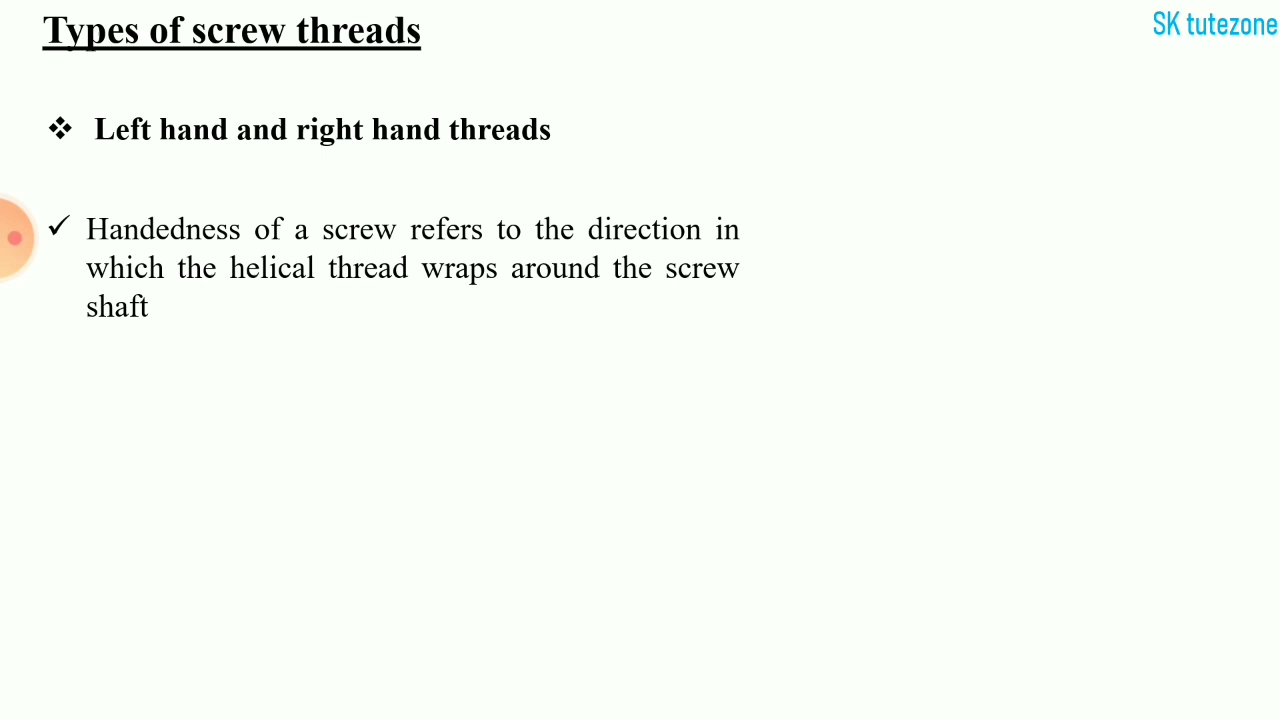 Types of screw threads
SK tutezone
❖ Left hand and right hand threads
✓ Handedness of a screw refers to the direction in
which the helical thread wraps around the screw
shaft